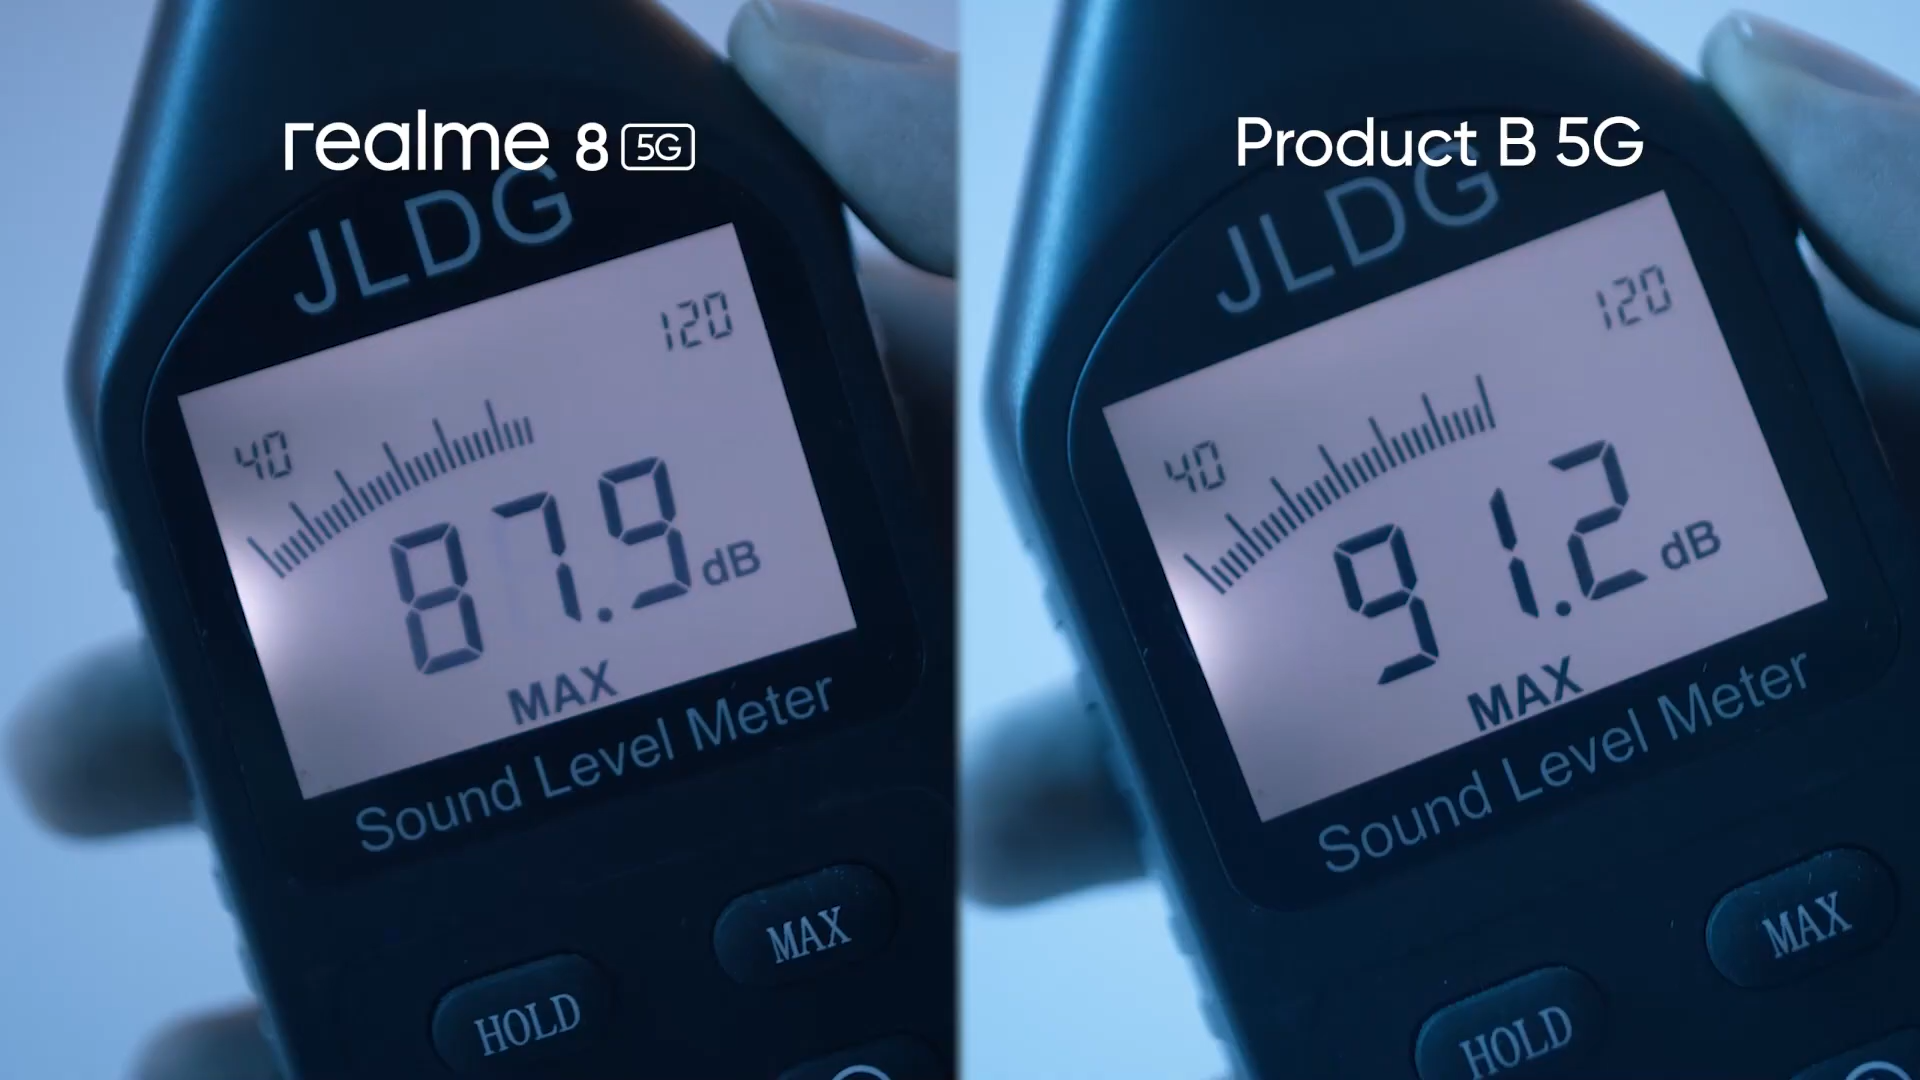 realme 8 5G
JLDG
120
40
87.9 dB
MAX
Sound Level Meter
MAX
HOLD
Product B 5G
JLDG
120
40
91.2 dB
MAX
Sound Level Meter
MAX
HOLD